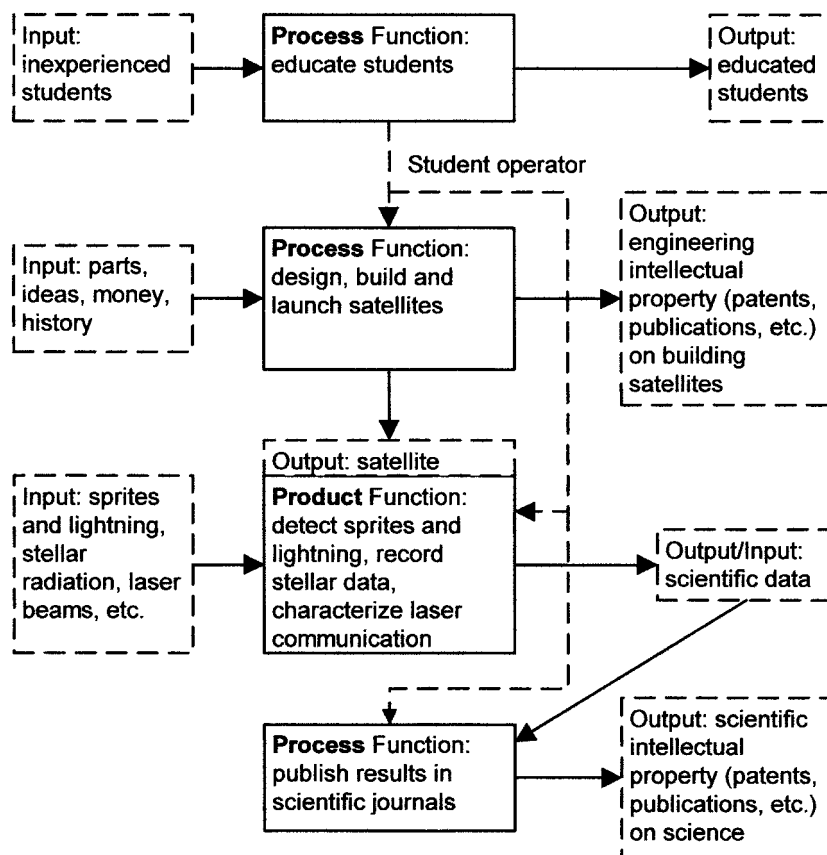 Input:
inexperienced
students
Process Function:
educate students
Output:
educated
students
Student operator
Input: parts,
ideas, money,
history
Process Function:
design, build and
launch satellites
Output:
engineering
intellectual
property (patents,
publications, etc.)
on building
satellites
Input: sprites
and lightning,
stellar
radiation, laser
beams, etc.
Output: satellite
Product Function:
detect sprites and
lightning, record
stellar data,
characterize laser
communication
Output/Input:
scientific data
Process Function:
publish results in
scientific journals
Output: scientific
intellectual
property (patents,
publications, etc.)
on science